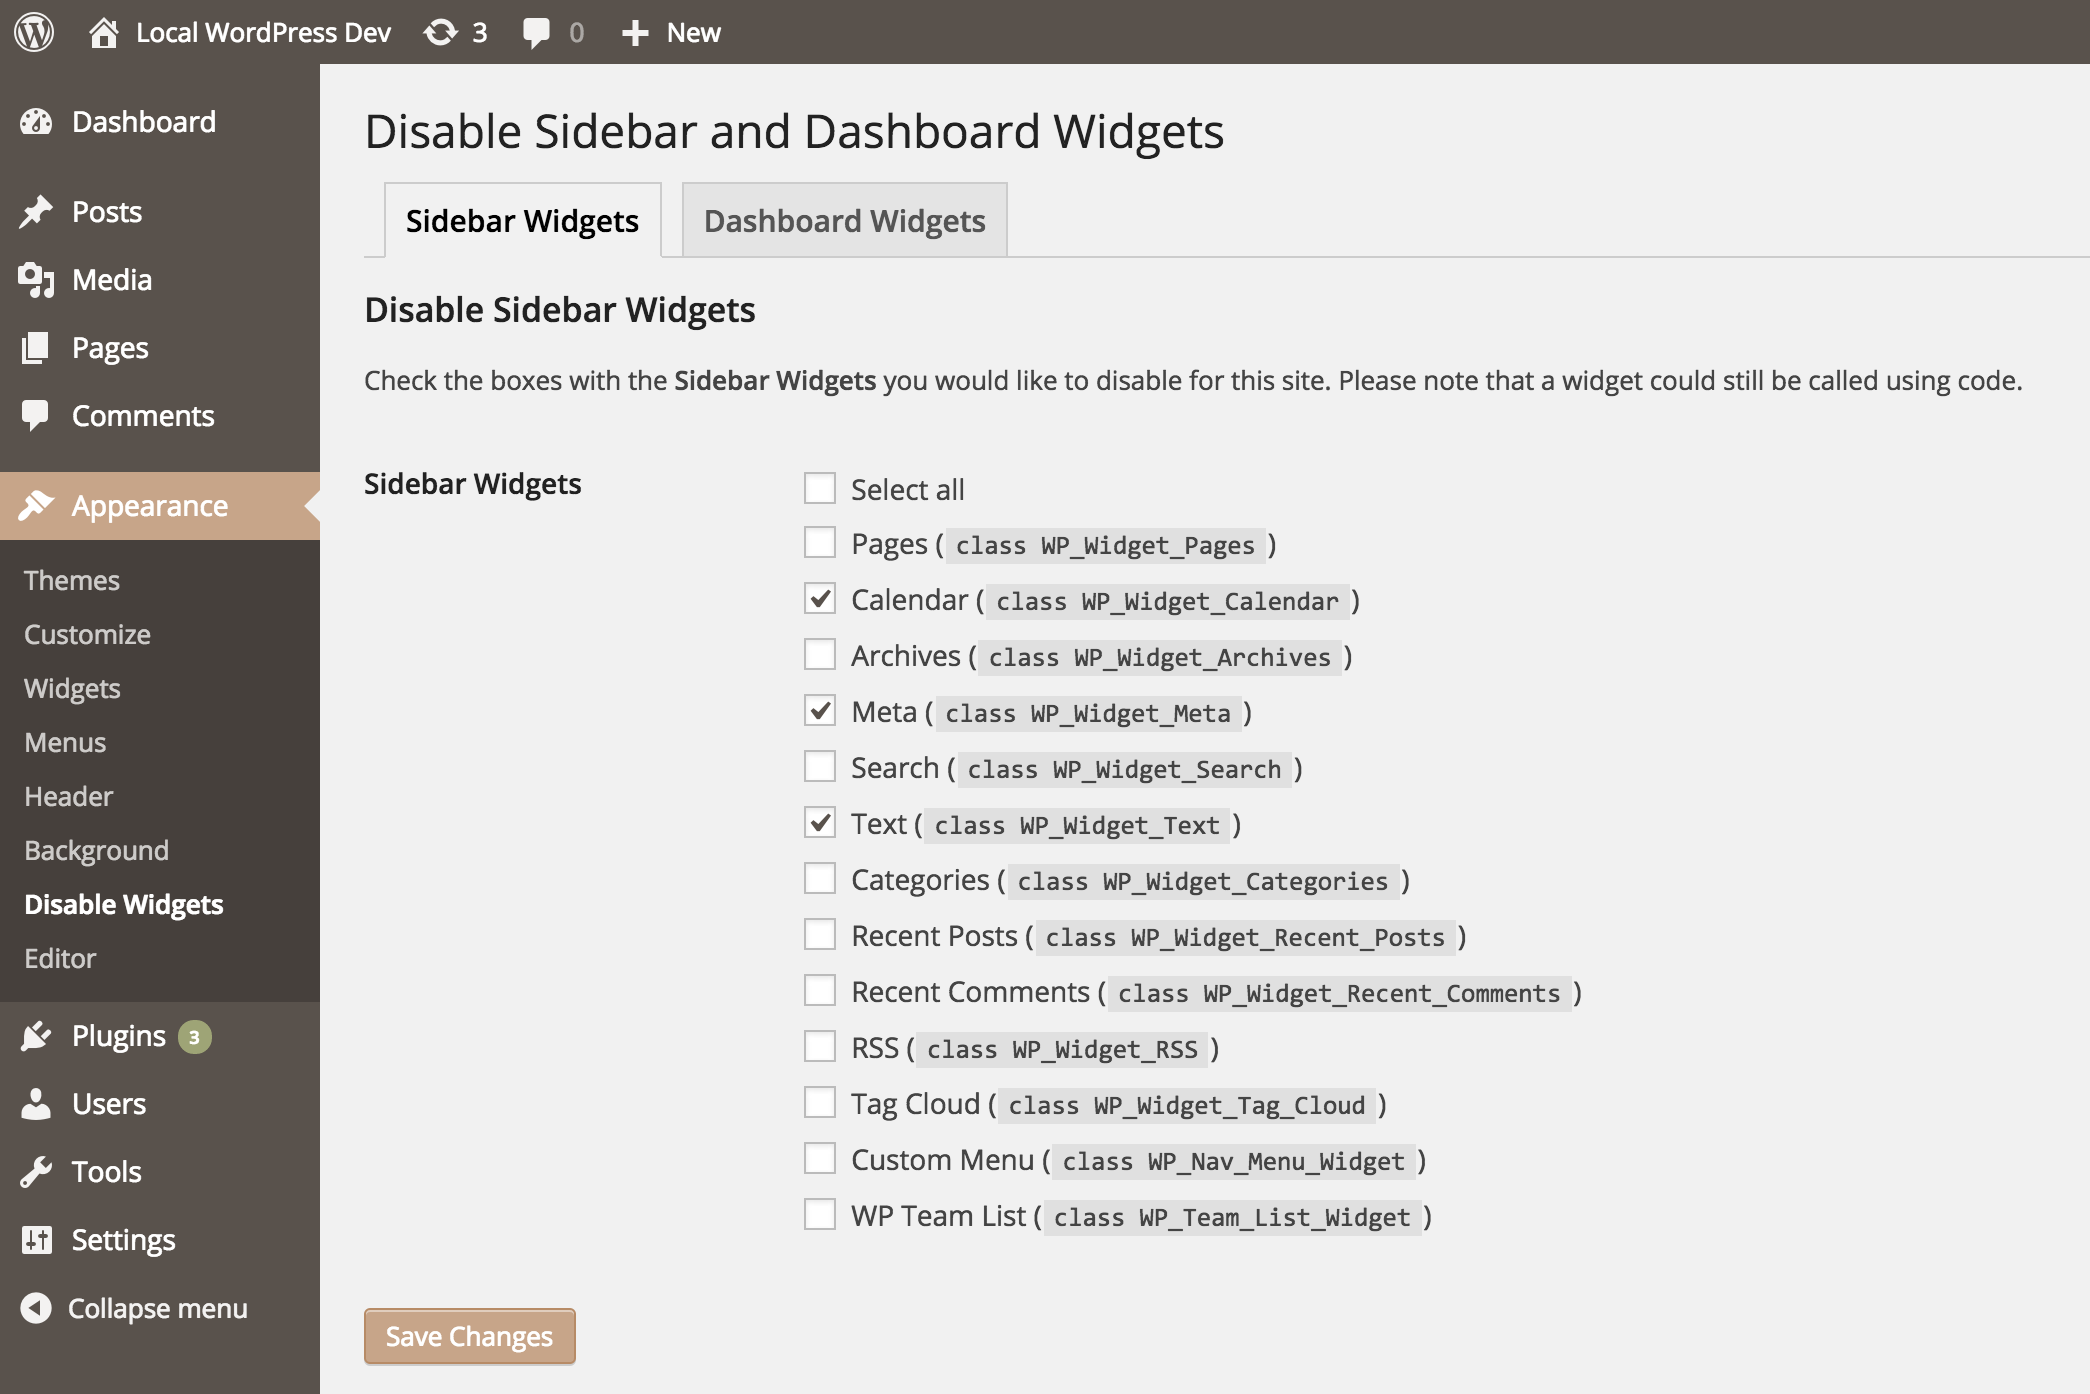 Local WordPress Dev 3 0 New
Dashboard
Posts
Media
Pages
Comments
Appearance
Themes
Customize
Widgets
Menus
Header
Background
Disable Widgets
Editor
Plugins 3
Users
Tools
Settings
Collapse menu
Disable Sidebar and Dashboard Widgets
Sidebar Widgets Dashboard Widgets
Disable Sidebar Widgets
Check the boxes with the Sidebar Widgets you would like to disable for this site. Please note that a widget could still be called using code.
Sidebar Widgets
Select all
Pages ( class WP_Widget_Pages )
Calendar ( class WP_Widget_Calendar )
Archives ( class WP_Widget_Archives )
Meta ( class WP_Widget_Meta )
Search ( class WP_Widget_Search )
Text ( class WP_Widget_Text )
Categories ( class WP_Widget_Categories )
Recent Posts ( class WP_Widget_Recent_Posts )
Recent Comments ( class WP_Widget_Recent_Comments )
RSS ( class WP_Widget_RSS )
Tag Cloud ( class WP_Widget_Tag_Cloud )
Custom Menu ( class WP_Nav_Menu_Widget )
WP Team List ( class WP_Team_List_Widget )
Save Changes